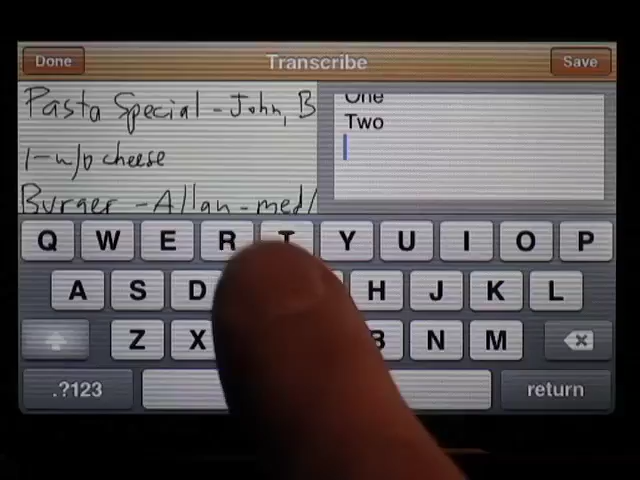 Done Transcribe Save
Pasta Special - John, B
1 - w/o cheese
Burger - Allan - med/
One
Two
Q W E R T Y U I O P
A S D H J K L
Z X B N M
.?123 return